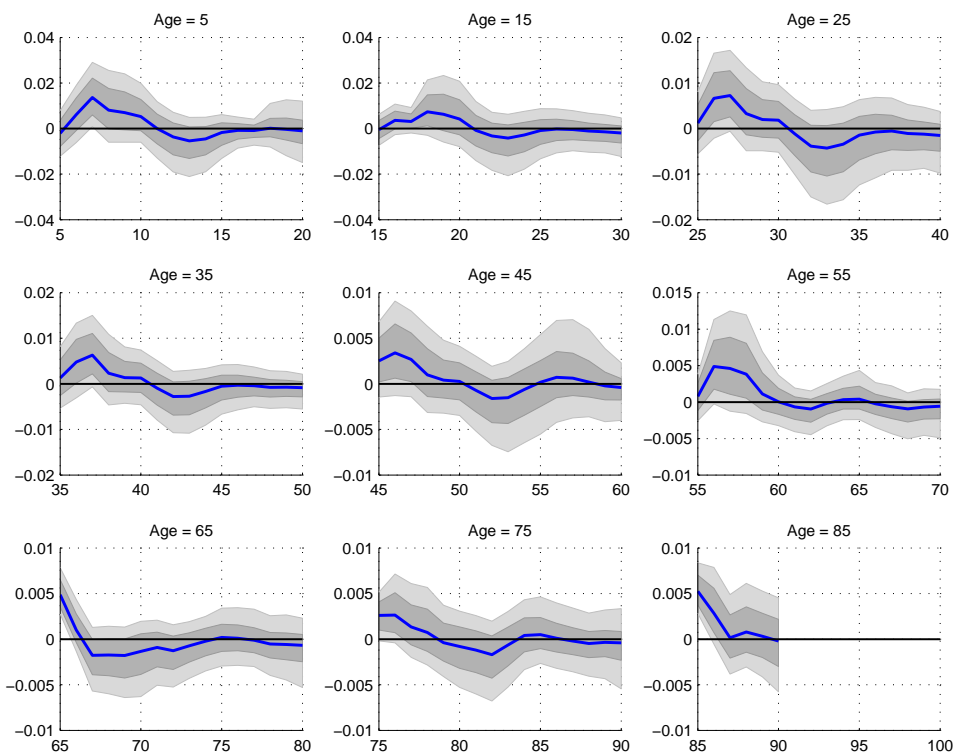 Age = 5
0.04
0.02
0
−0.02
−0.04
5 10 15 20
Age = 15
0.04
0.02
0
−0.02
−0.04
15 20 25 30
Age = 25
0.02
0.01
0
−0.01
−0.02
25 30 35 40
Age = 35
0.02
0.01
0
−0.01
−0.02
35 40 45 50
Age = 45
0.01
0.005
0
−0.005
−0.01
45 50 55 60
Age = 55
0.015
0.01
0.005
0
−0.005
−0.01
55 60 65 70
Age = 65
0.01
0.005
0
−0.005
−0.01
65 70 75 80
Age = 75
0.01
0.005
0
−0.005
−0.01
75 80 85 90
Age = 85
0.01
0.005
0
−0.005
−0.01
85 90 95 100